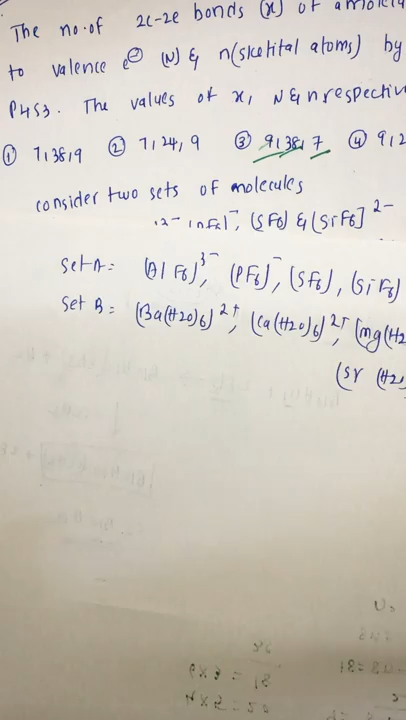 The no. of 2c-2e bonds (x) of a
to valence e⊖ (N) & n(skeltital atoms) by
P4S3. The values of x, N & n respectiv
① 7,38,9 ② 7,24,9 ③ 9,38,7 ④ 9,2
consider two sets of molecules
(SF6) & (SiF6]2-
Set A = (AlF6)3-, (PF6)-, (SF6), (SiF6)
Set B = (Ba(H2O)6)2+, (Ca(H2O)6)2+, (mg(H2
(Sr (H2